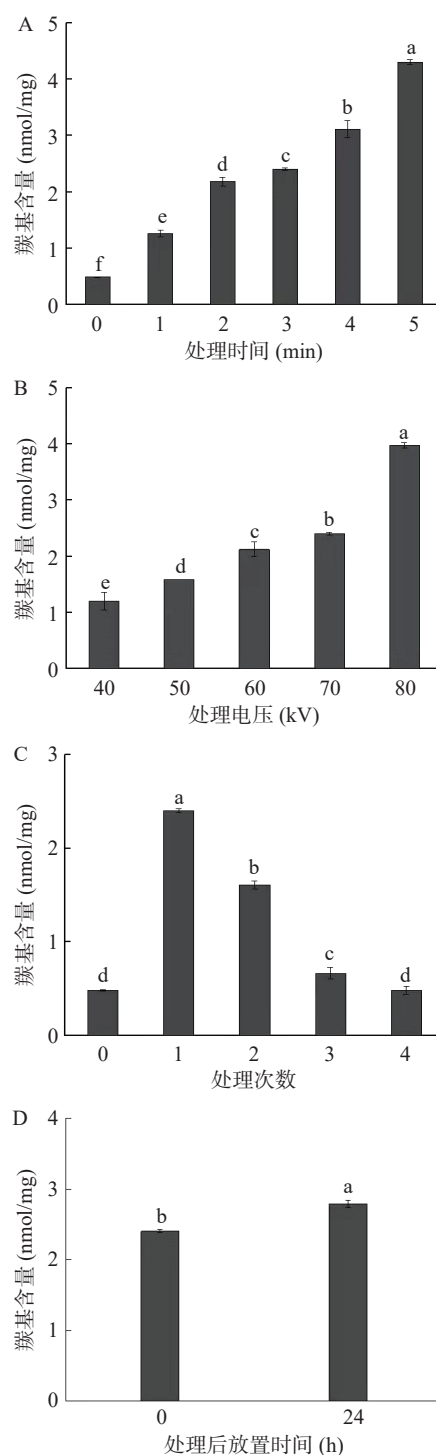 A
羰基含量 (nmol/mg)
5
4
3
2
1
0
f
e
d
c
b
a
0 1 2 3 4 5
处理时间 (min)
B
羰基含量 (nmol/mg)
5
4
3
2
1
0
e
d
c
b
a
40 50 60 70 80
处理电压 (kV)
C
羰基含量 (nmol/mg)
3
2
1
0
d
a
b
c
d
0 1 2 3 4
处理次数
D
羰基含量 (nmol/mg)
4
3
2
1
0
b
a
0 24
处理后放置时间 (h)